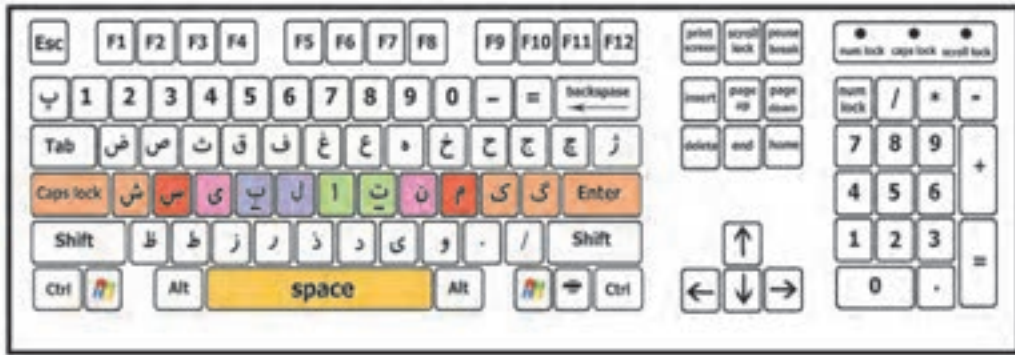 Esc F1 F2 F3 F4 F5 F6 F7 F8 F9 F10 F11 F12 print screen scroll lock pause break num lock caps lock scroll lock
پ 1 2 3 4 5 6 7 8 9 0 - = backspase insert page up page down num lock / * -
Tab ض ص ث ق ف غ ع ه خ ح ج چ ژ delete end home 7 8 9 +
Caps lock ش س ی ب ل ا ت ن م ک گ Enter 4 5 6
Shift ظ ط ز ر ذ د ی و . / Shift ↑ 1 2 3 =
Ctrl Alt space Alt Ctrl ← ↓ → 0 .